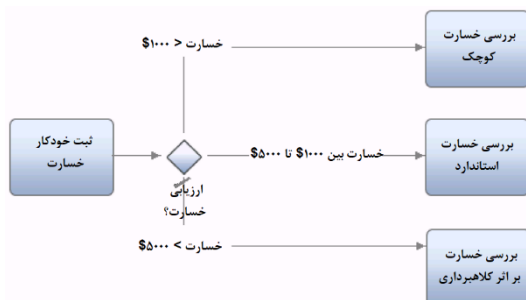 بررسی خسارت
کوچک
خسارت < ۱۰۰۰$
ثبت خودکار
خسارت
خسارت بین ۱۰۰۰$ تا ۵۰۰۰$
بررسی خسارت
استاندارد
ارزیابی
خسارت؟
خسارت > ۵۰۰۰$
بررسی خسارت
بر اثر کلاهبرداری